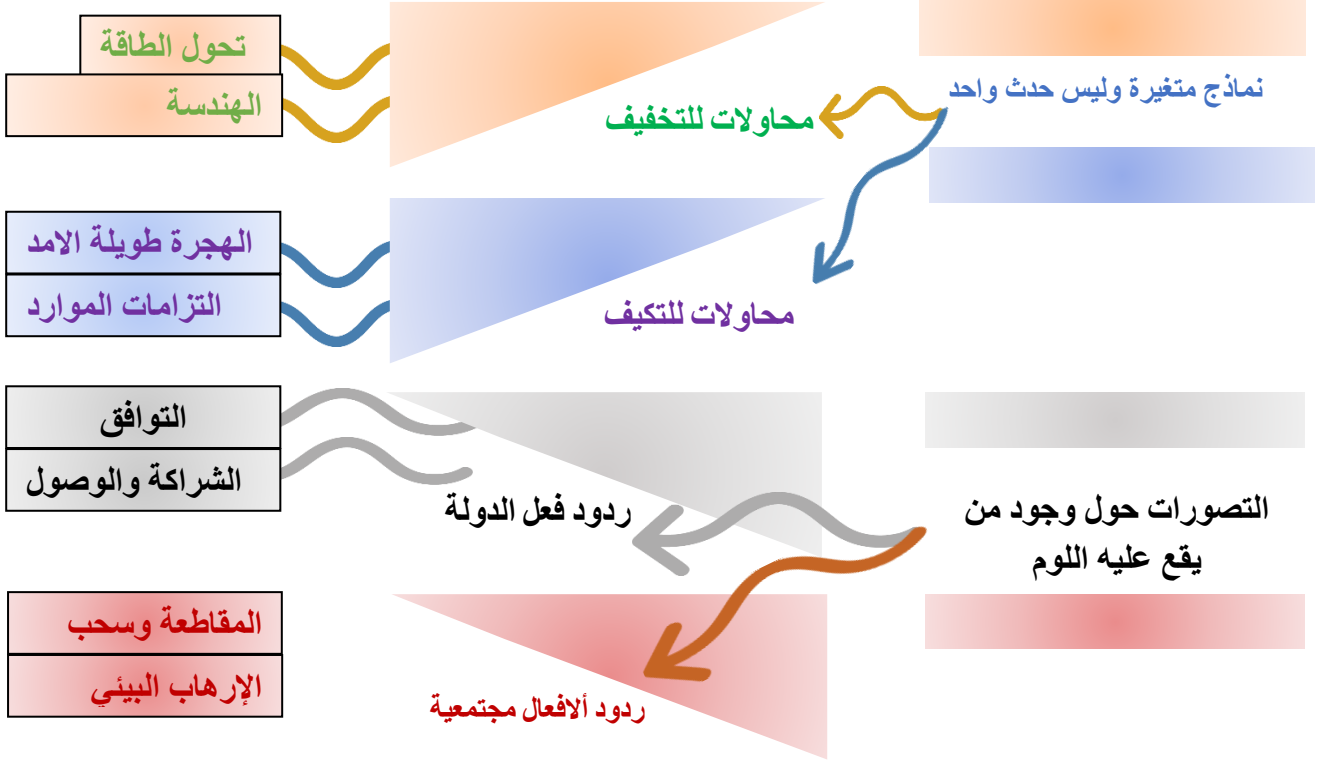 نماذج متغيرة وليس حدث واحد
محاولات للتخفيف
تحول الطاقة
الهندسة
محاولات للتكيف
الهجرة طويلة الامد
التزامات الموارد
التصورات حول وجود من
يقع عليه اللوم
ردود فعل الدولة
التوافق
الشراكة والوصول
ردود ألافعال مجتمعية
المقاطعة وسحب
الإرهاب البيئي